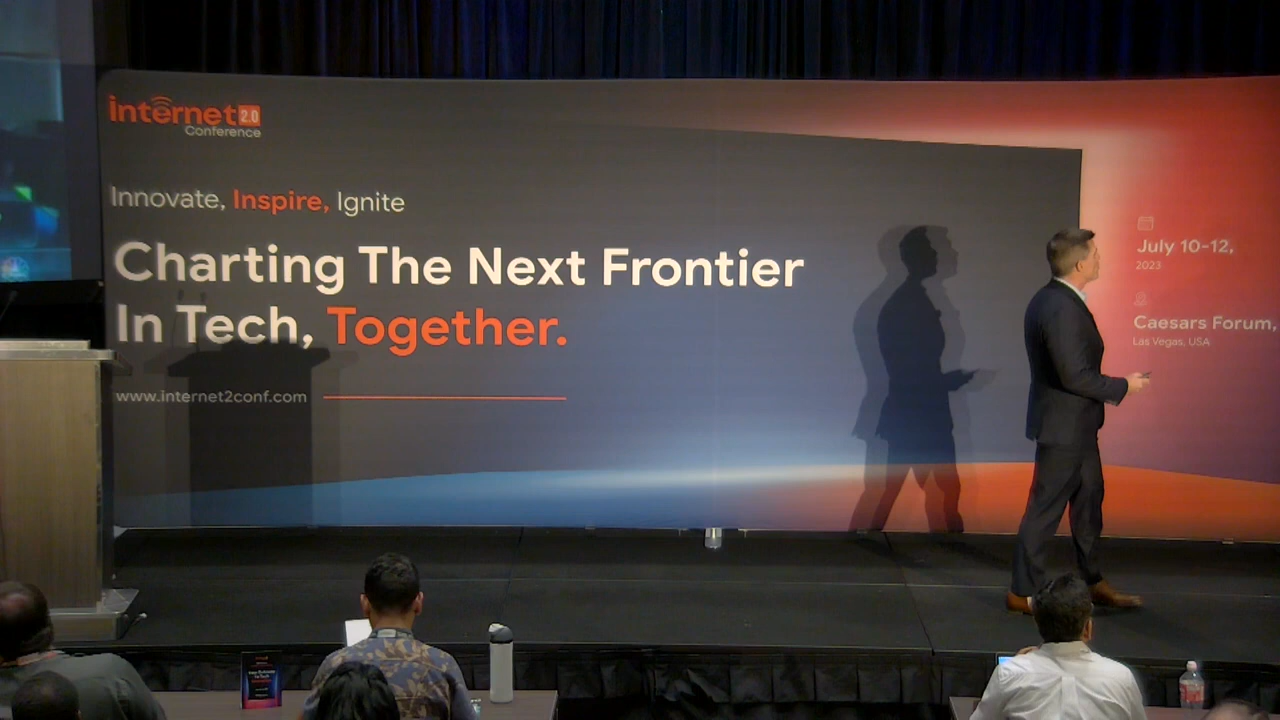 internet 2.0
Conference
Innovate, Inspire, Ignite
Charting The Next Frontier
In Tech, Together.
www.internet2conf.com
July 10-12,
2023
Caesars Forum,
Las Vegas, USA